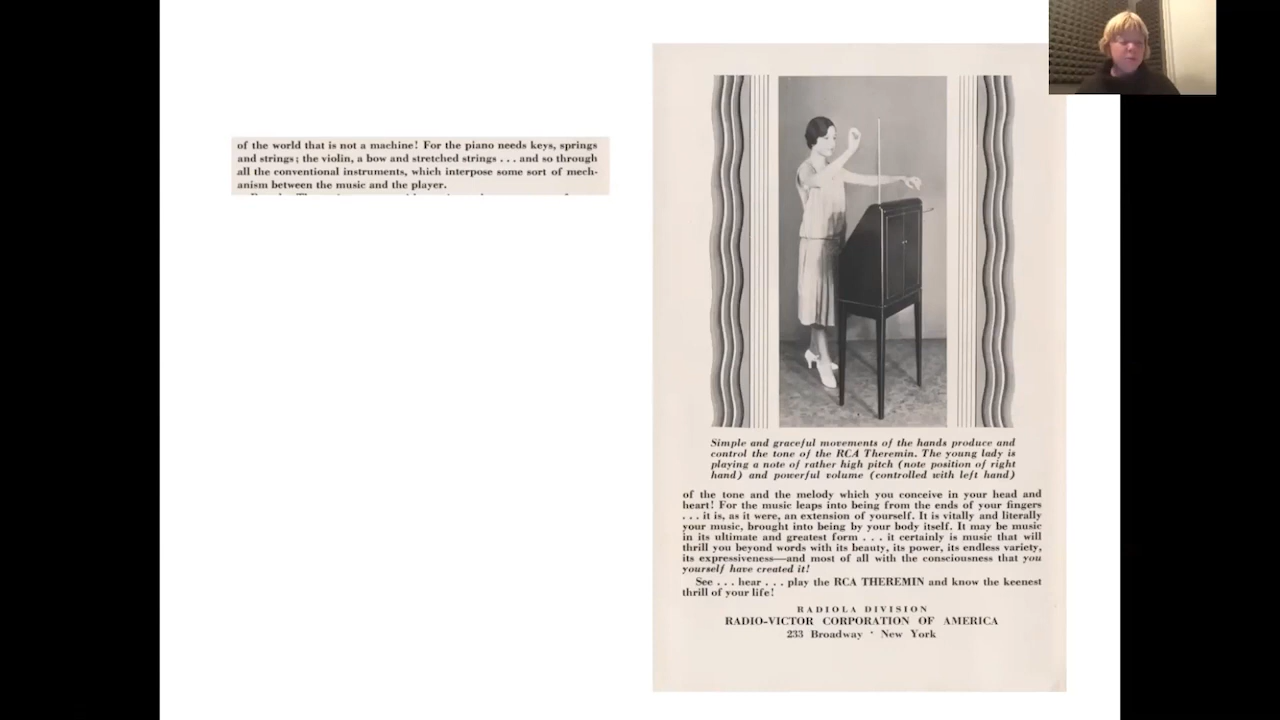 of the world that is not a machine! For the piano needs keys, springs
and strings; the violin, a bow and stretched strings . . . and so through
all the conventional instruments, which interpose some sort of mech-
anism between the music and the player.
Simple and graceful movements of the hands produce and
control the tone of the RCA Theremin. The young lady is
playing a note of rather high pitch (note position of right
hand) and powerful volume (controlled with left hand)
of the tone and the melody which you conceive in your head and
heart! For the music leaps into being from the ends of your fingers
. . . it is, as it were, an extension of yourself. It is vitally and literally
your music, brought into being by your body itself. It may be music
in its ultimate and greatest form . . . it certainly is music that will
thrill you beyond words with its beauty, its power, its endless variety,
its expressiveness—and most of all with the consciousness that you
yourself have created it!
See . . . hear . . . play the RCA THEREMIN and know the keenest
thrill of your life!
RADIOLA DIVISION
RADIO-VICTOR CORPORATION OF AMERICA
233 Broadway · New York